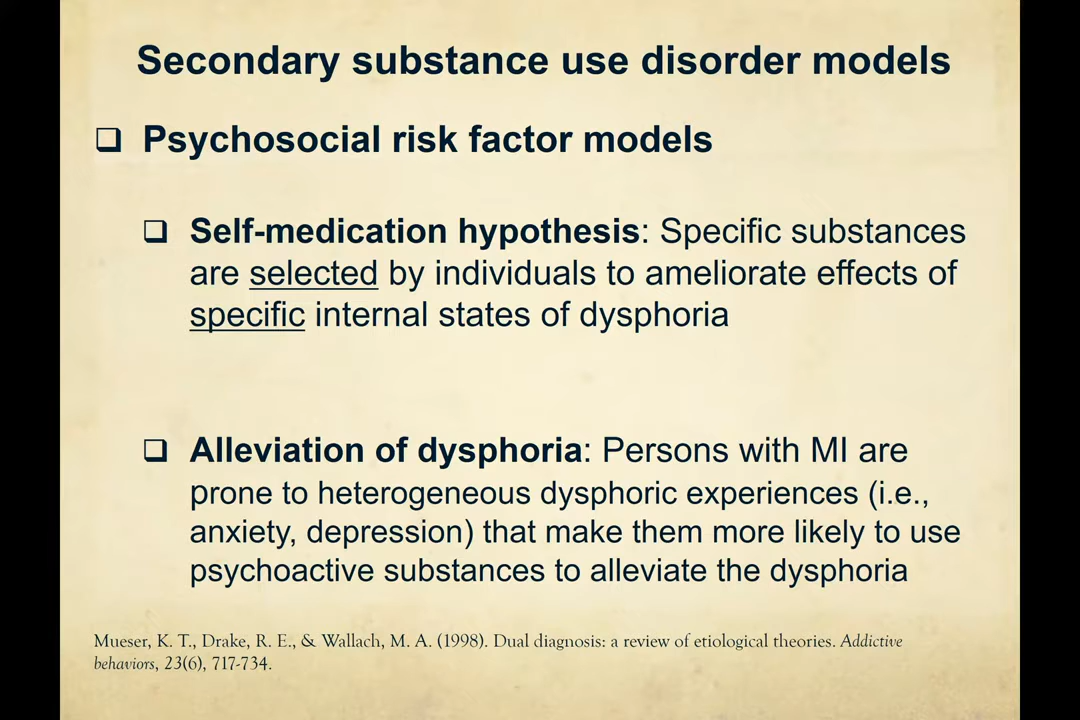 Secondary substance use disorder models
❑ Psychosocial risk factor models
❑ Self-medication hypothesis: Specific substances
are selected by individuals to ameliorate effects of
specific internal states of dysphoria
❑ Alleviation of dysphoria: Persons with MI are
prone to heterogeneous dysphoric experiences (i.e.,
anxiety, depression) that make them more likely to use
psychoactive substances to alleviate the dysphoria
Mueser, K. T., Drake, R. E., & Wallach, M. A. (1998). Dual diagnosis: a review of etiological theories. Addictive
behaviors, 23(6), 717-734.